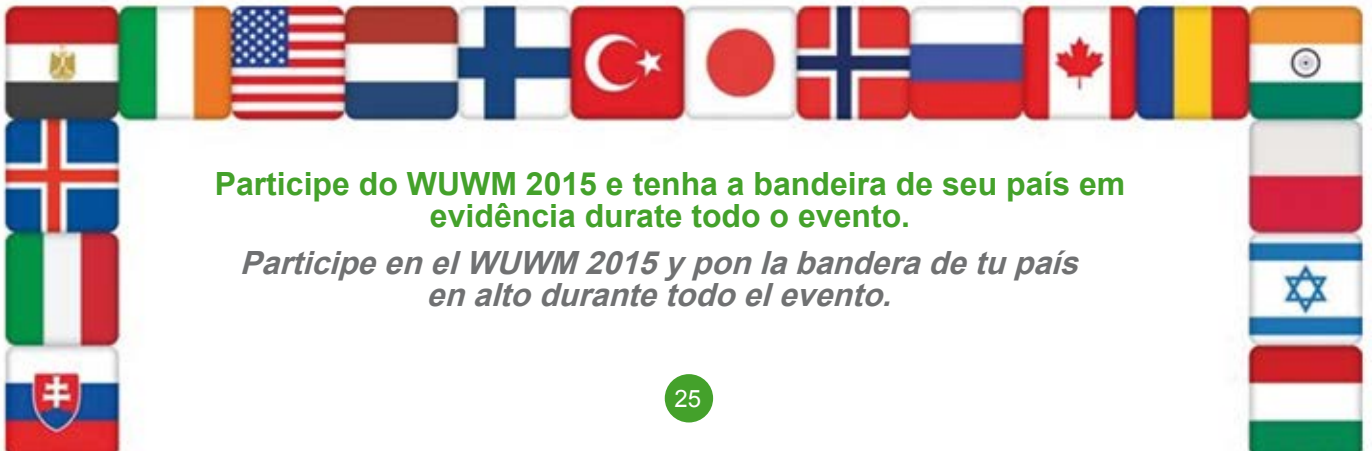 Participe do WUWM 2015 e tenha a bandeira de seu país em
evidência durate todo o evento.
Participe en el WUWM 2015 y pon la bandera de tu país
en alto durante todo el evento.
25